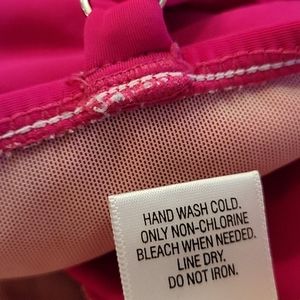 HAND WASH COLD.
ONLY NON-CHLORINE
BLEACH WHEN NEEDED.
LINE DRY.
DO NOT IRON.